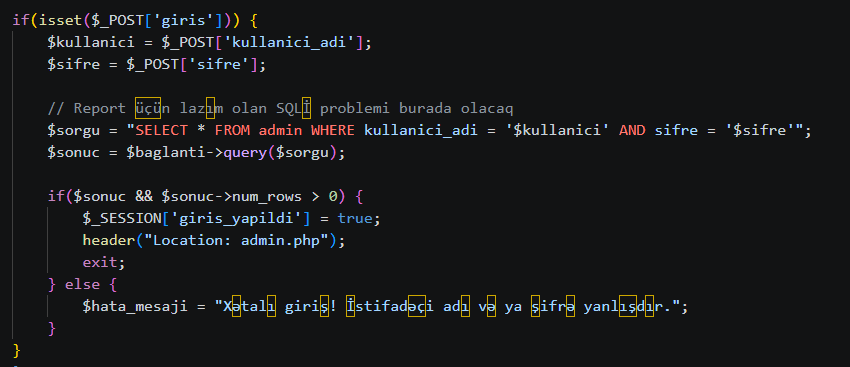 if(isset($_POST['giris'])) {
$kullanici = $_POST['kullanici_adi'];
$sifre = $_POST['sifre'];
// Report üçün lazım olan SQLİ problemi burada olacaq
$sorgu = "SELECT * FROM admin WHERE kullanici_adi = '$kullanici' AND sifre = '$sifre'";
$sonuc = $baglanti->query($sorgu);
if($sonuc && $sonuc->num_rows > 0) {
$_SESSION['giris_yapildi'] = true;
header("Location: admin.php");
exit;
} else {
$hata_mesaji = "Xətalı giriş! İstifadəçi adı və ya şifrə yanlışdır.";
}
}